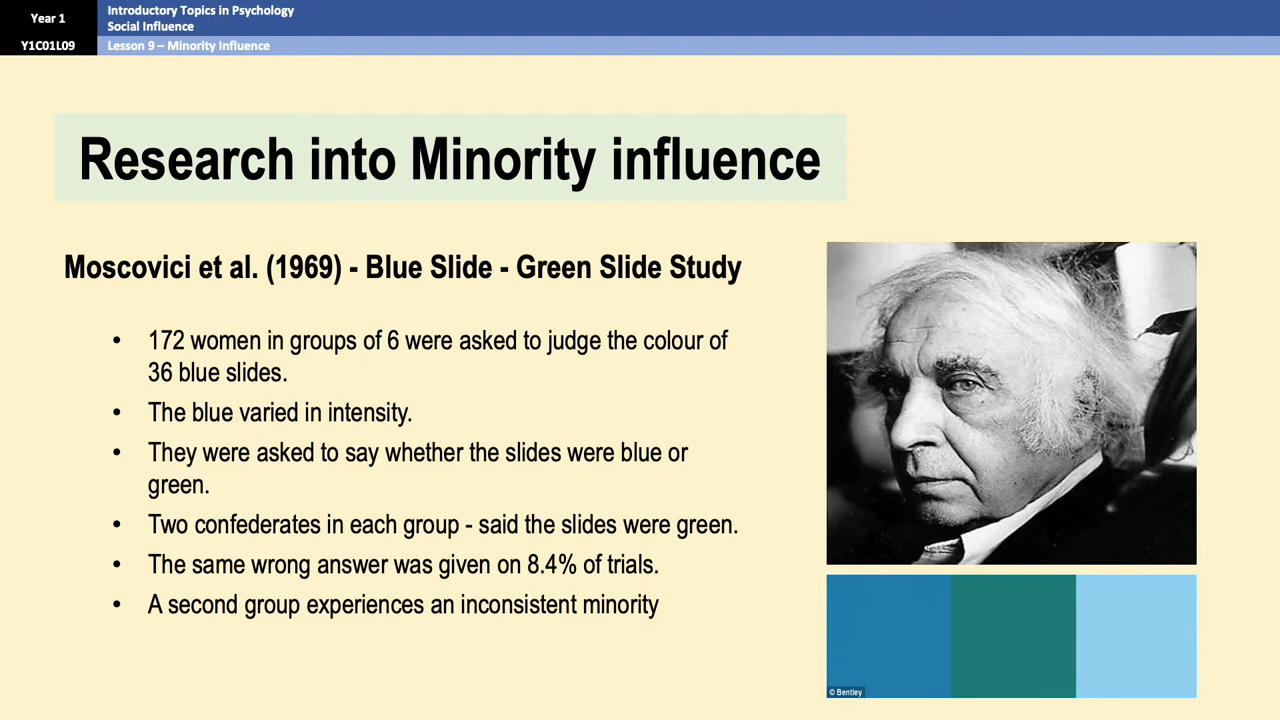 Year 1
Introductory Topics in Psychology
Social Influence
Y1C01L09
Lesson 9 – Minority Influence
Research into Minority influence
Moscovici et al. (1969) - Blue Slide - Green Slide Study
• 172 women in groups of 6 were asked to judge the colour of
36 blue slides.
• The blue varied in intensity.
• They were asked to say whether the slides were blue or
green.
• Two confederates in each group - said the slides were green.
• The same wrong answer was given on 8.4% of trials.
• A second group experiences an inconsistent minority
© Bentley